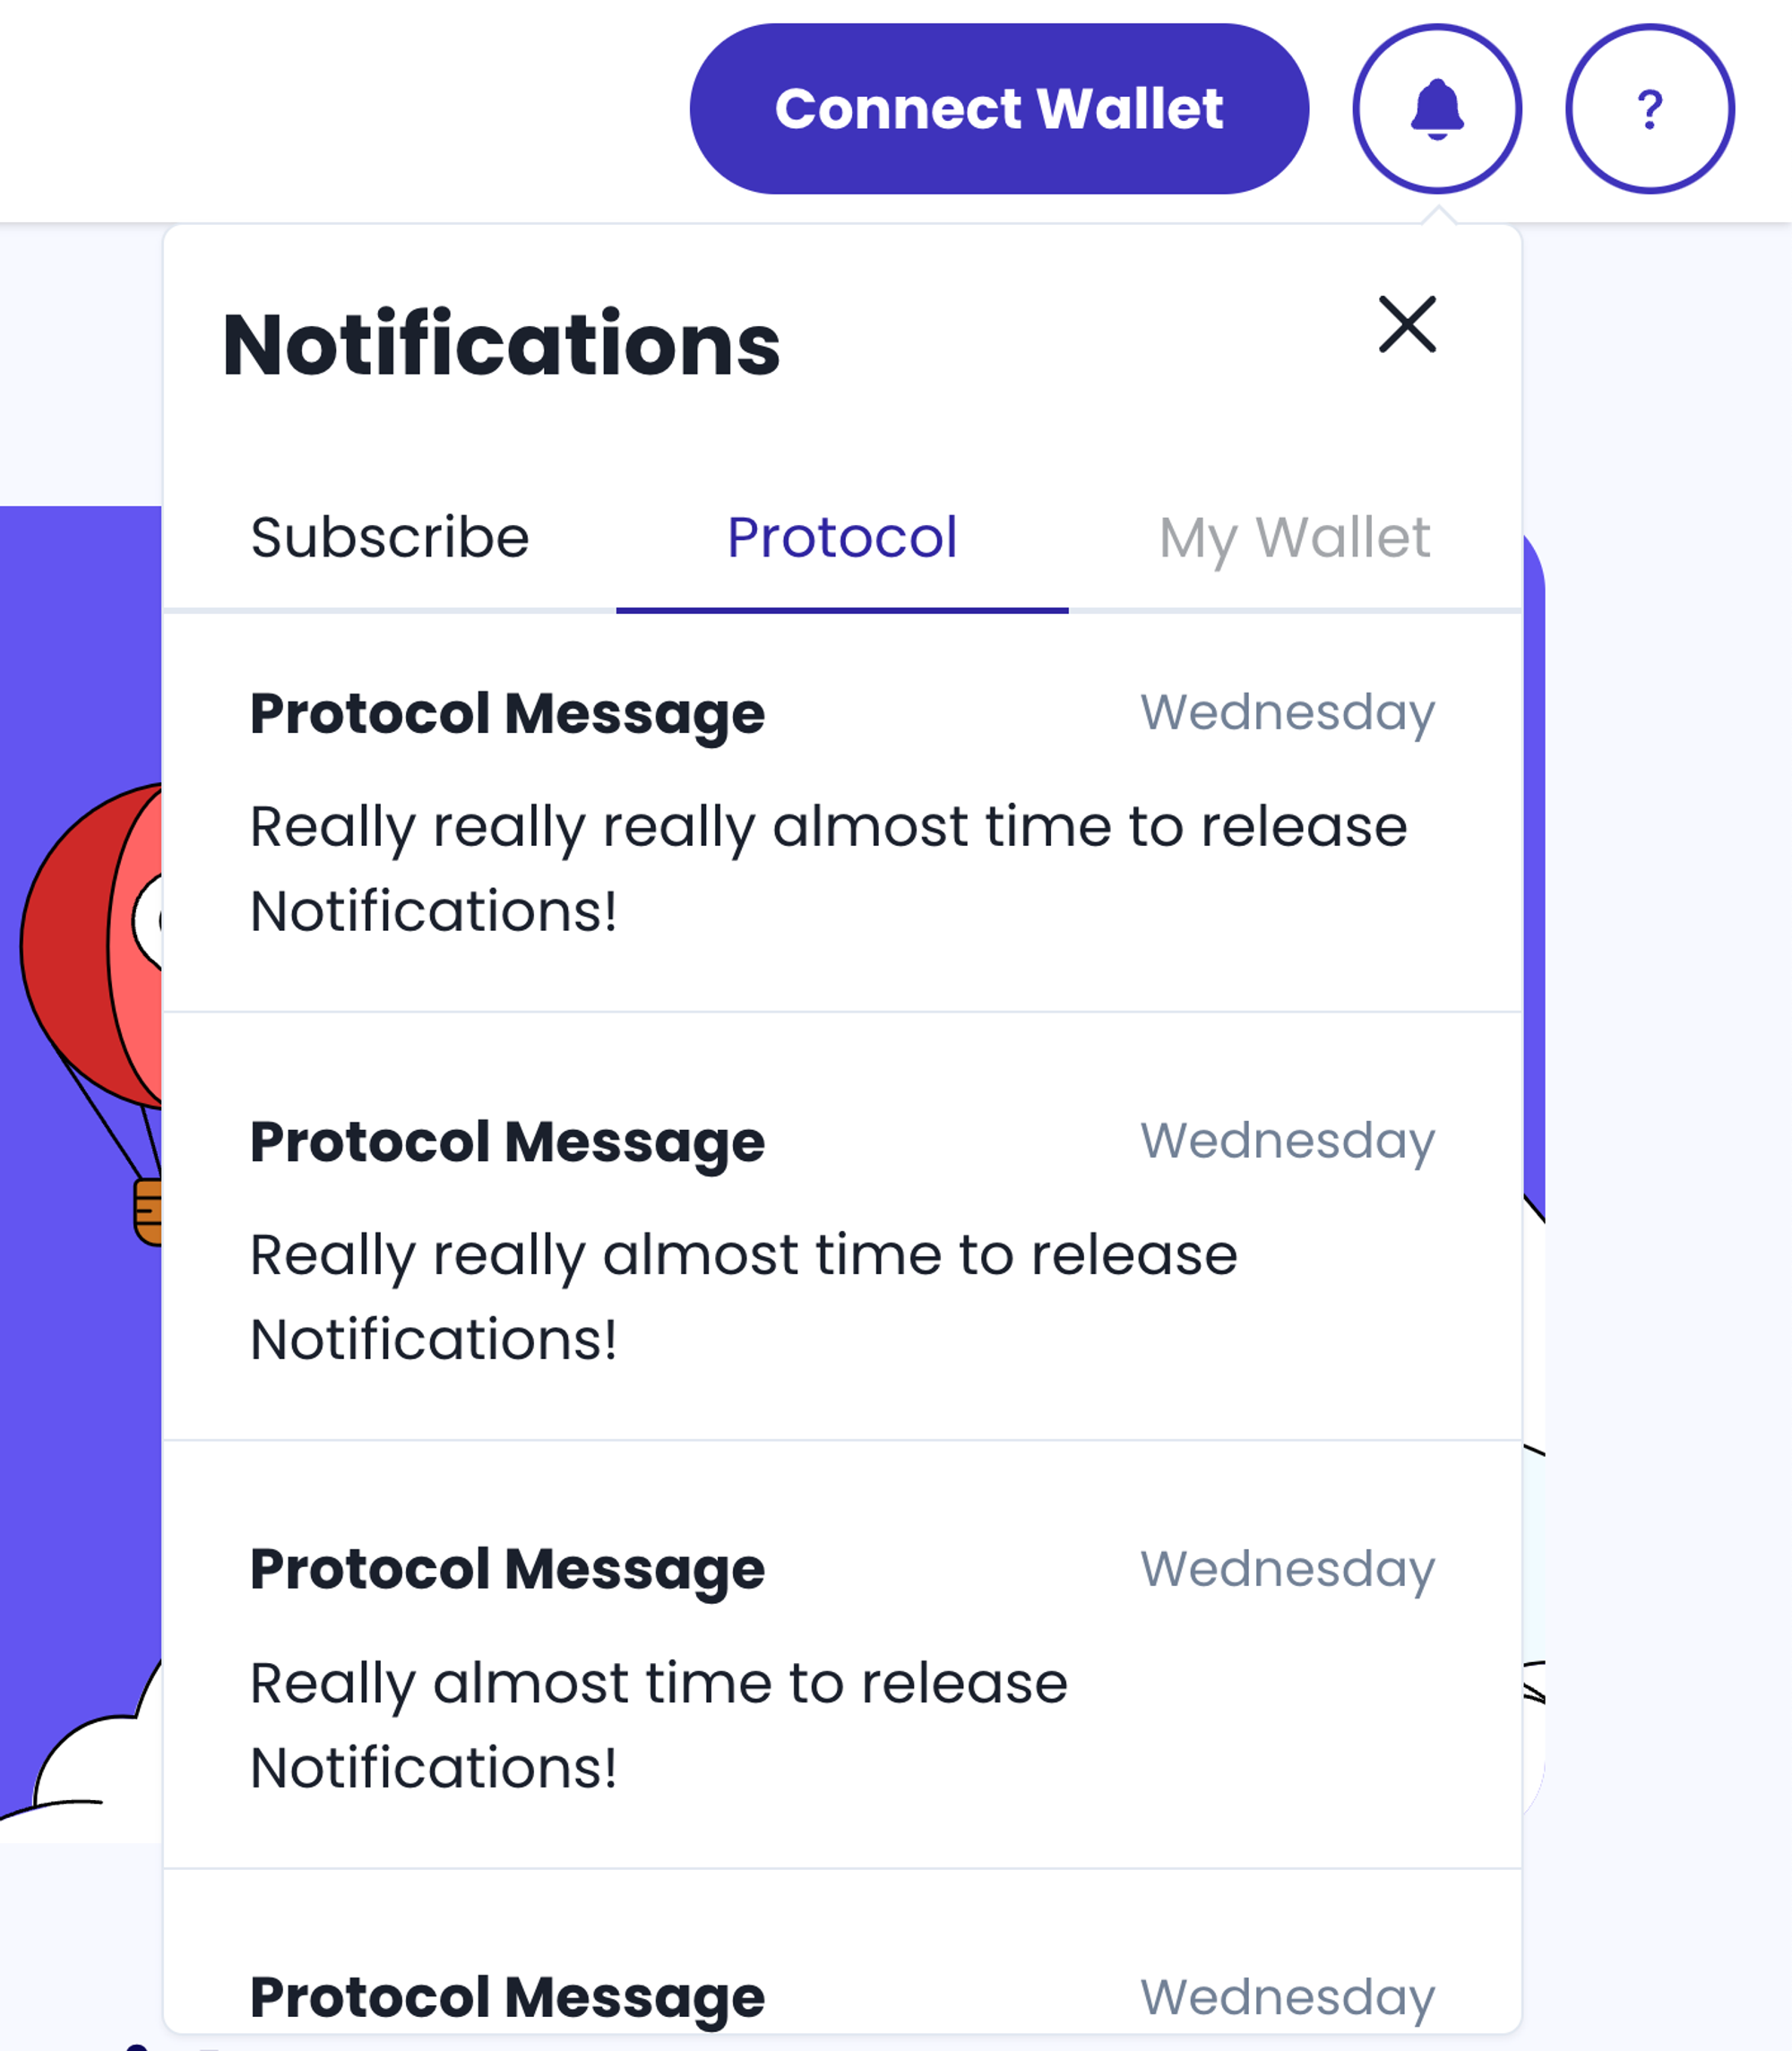 Connect Wallet
?
Notifications
Subscribe
Protocol
My Wallet
Protocol Message
Wednesday
Really really really almost time to release
Notifications!
Protocol Message
Wednesday
Really really almost time to release
Notifications!
Protocol Message
Wednesday
Really almost time to release
Notifications!
Protocol Message
Wednesday